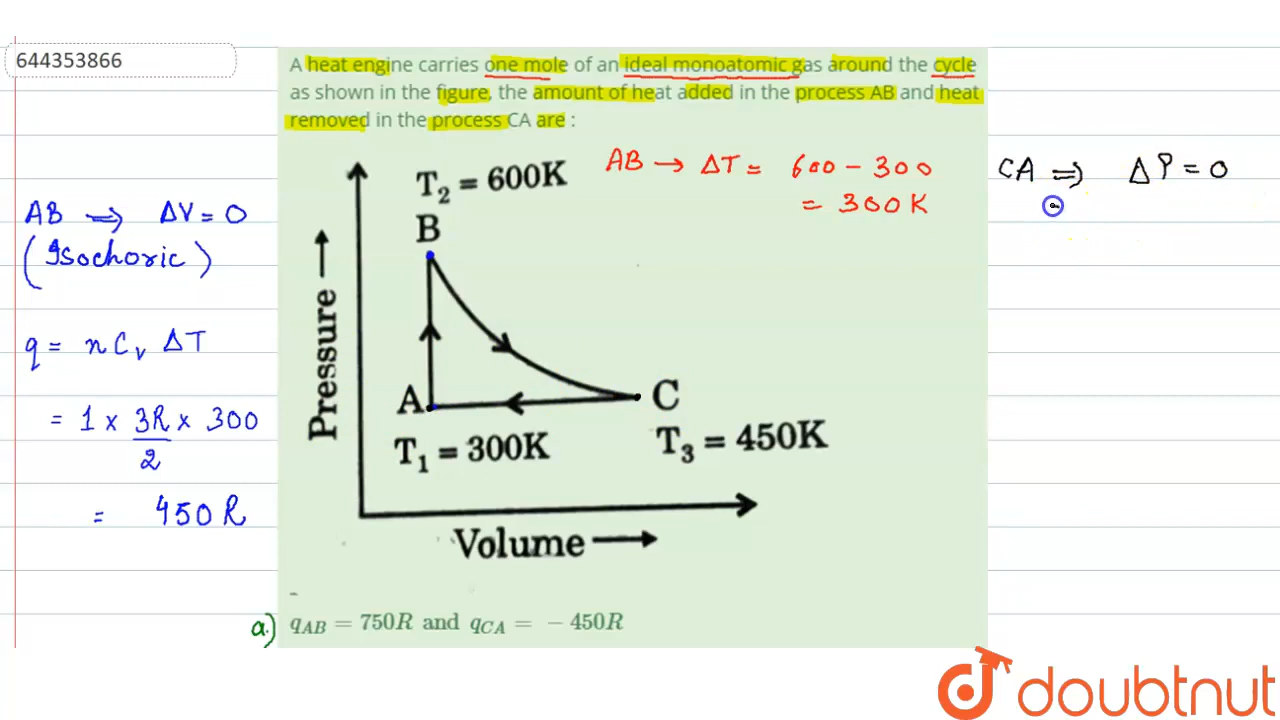 644353866
A heat engine carries one mole of an ideal monoatomic gas around the cycle
as shown in the figure, the amount of heat added in the process AB and heat
removed in the process CA are :
AB → ΔT = 600 - 300
= 300 K
CA ⇒ ΔP = 0
AB ⇒ ΔV = 0
(Isochoric)
q = nCv ΔT
= 1 × 3R/2 × 300
= 450 R
T₂ = 600K
B
Pressure →
A
T₁ = 300K
C
T₃ = 450K
Volume →
a.) qAB = 750R and qCA = - 450R
doubtnut